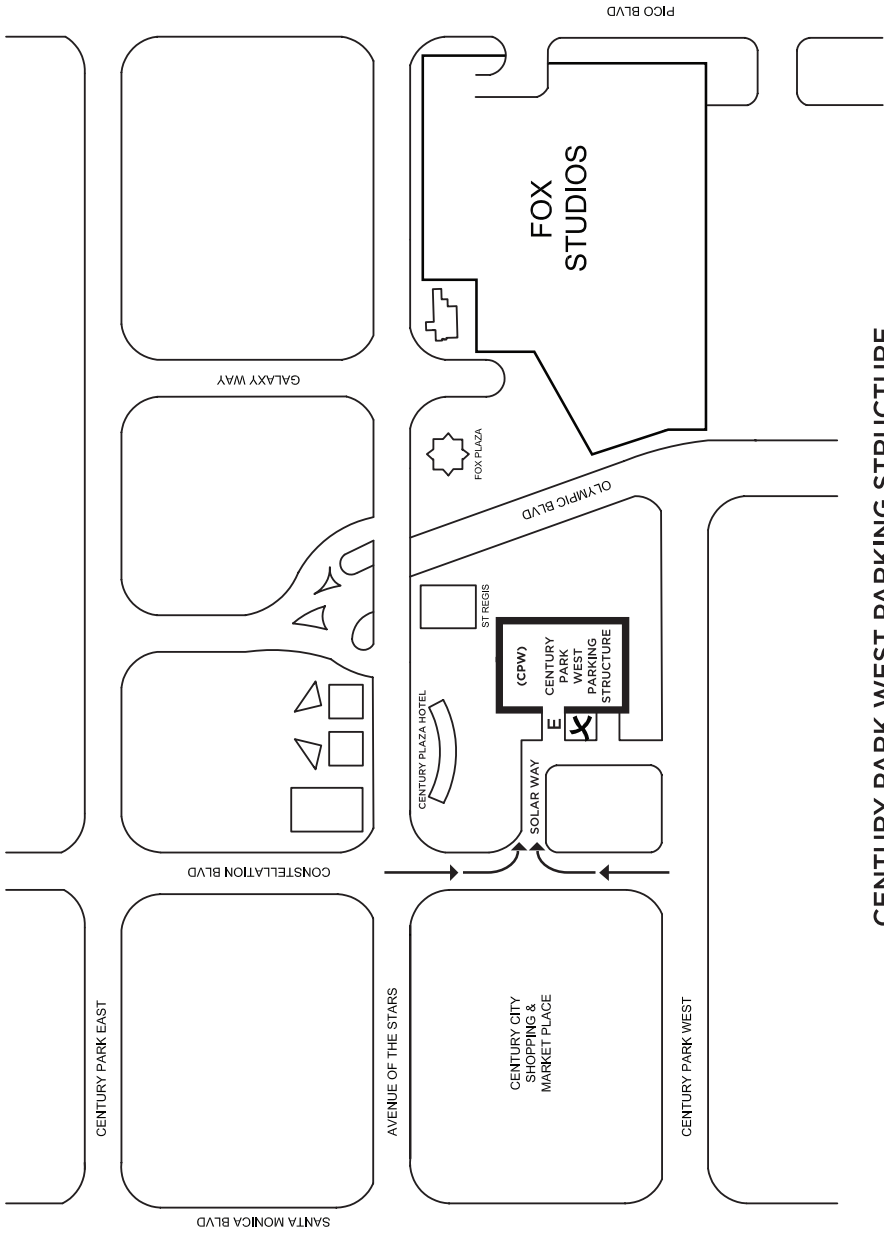 PICO BLVD
FOX
STUDIOS
GALAXY WAY
FOX PLAZA
OLYMPIC BLVD
ST REGIS
(CPW)
CENTURY
PARK
WEST
PARKING
STRUCTURE
E
CENTURY PLAZA HOTEL
SOLAR WAY
CONSTELLATION BLVD
CENTURY PARK EAST
AVENUE OF THE STARS
CENTURY CITY
SHOPPING &
MARKET PLACE
CENTURY PARK WEST
SANTA MONICA BLVD
CENTURY PARK WEST PARKING STRUCTURE